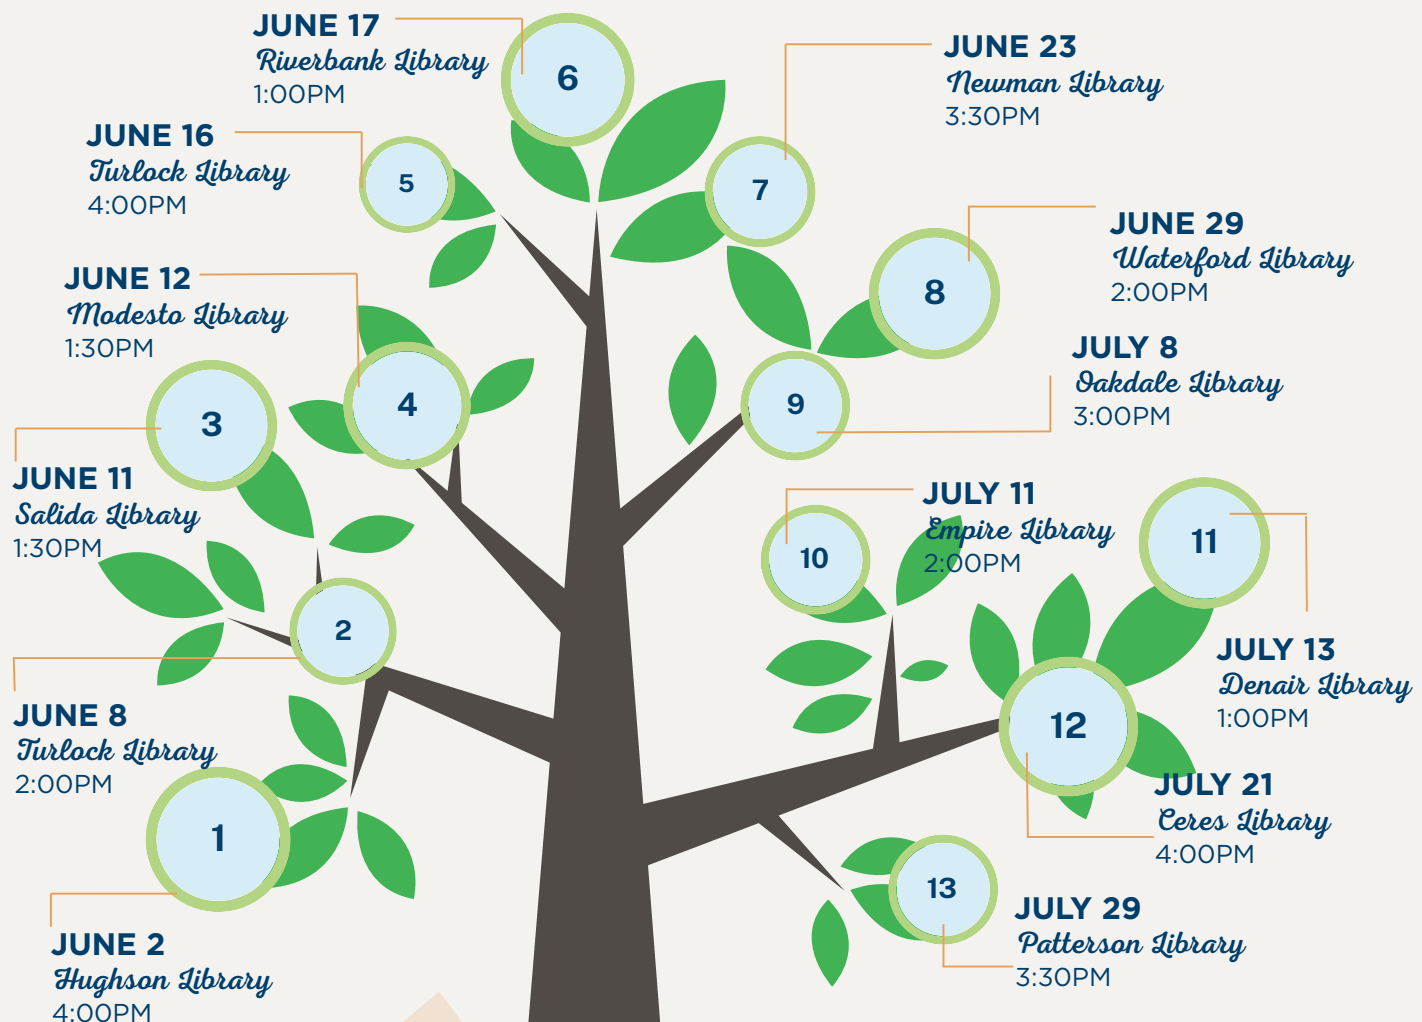 1
JUNE 2
Hughson Library
4:00PM
2
JUNE 8
Turlock Library
2:00PM
3
JUNE 11
Salida Library
1:30PM
4
JUNE 12
Modesto Library
1:30PM
5
JUNE 16
Turlock Library
4:00PM
6
JUNE 17
Riverbank Library
1:00PM
7
JUNE 23
Newman Library
3:30PM
8
JUNE 29
Waterford Library
2:00PM
9
JULY 8
Oakdale Library
3:00PM
10
JULY 11
Empire Library
2:00PM
11
JULY 13
Denair Library
1:00PM
12
JULY 21
Ceres Library
4:00PM
13
JULY 29
Patterson Library
3:30PM